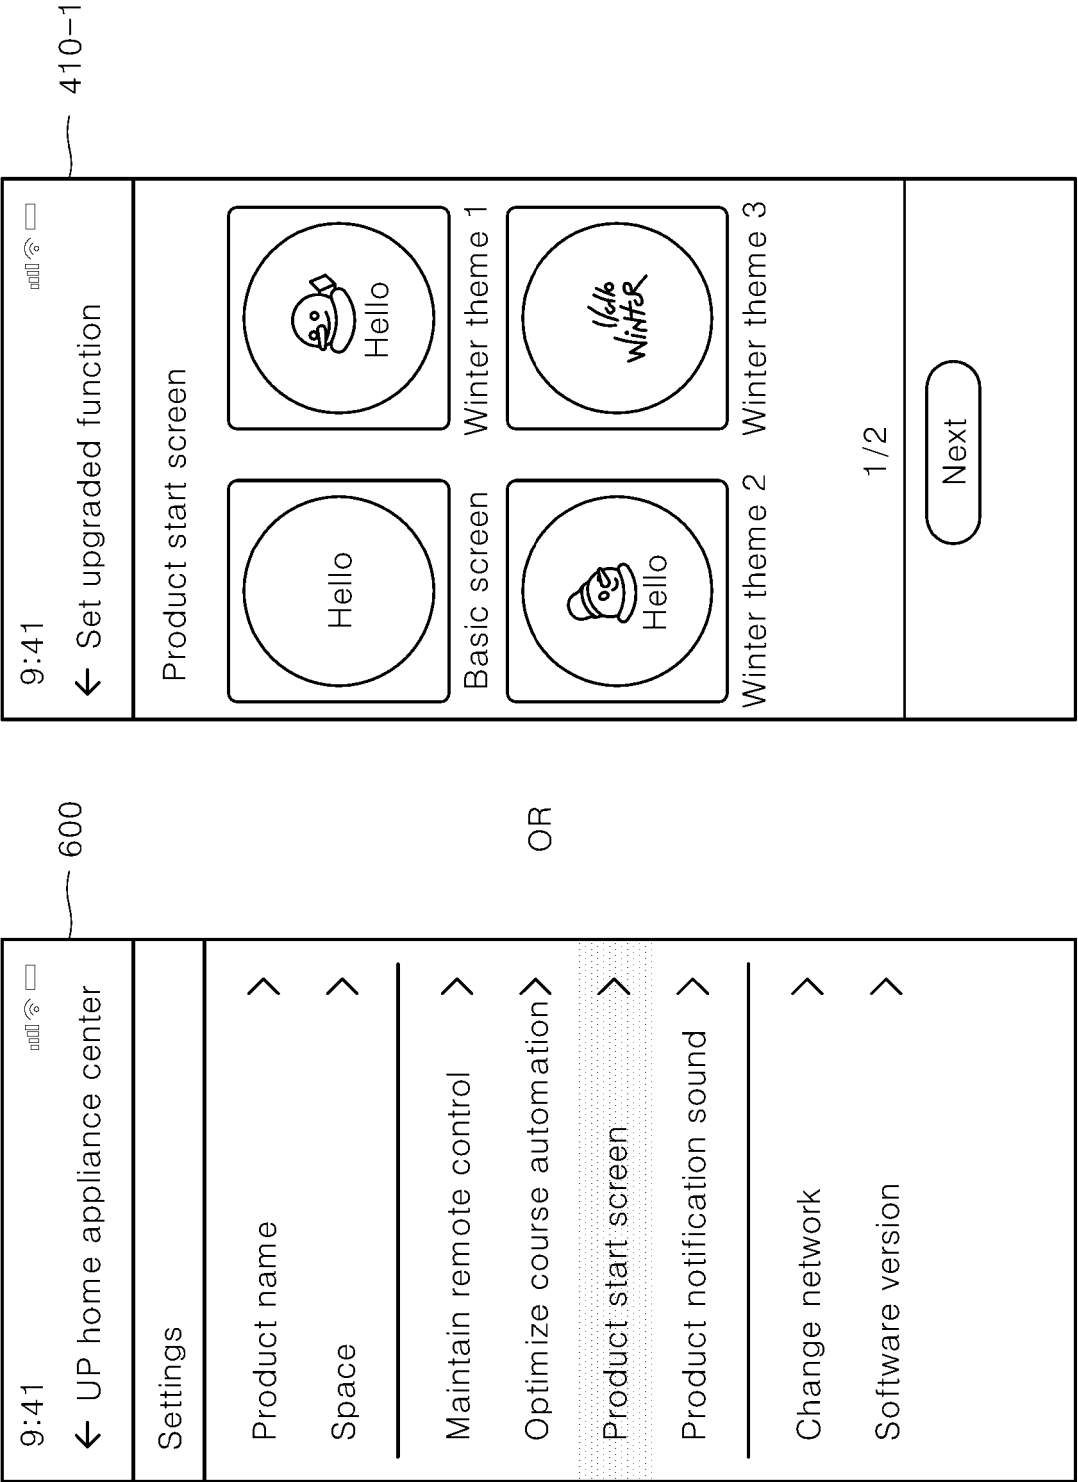 600
9:41
← UP home appliance center
Settings
Product name >
Space >
Maintain remote control >
Optimize course automation >
Product start screen >
Product notification sound >
Change network >
Software version >
OR
410-1
9:41
← Set upgraded function
Product start screen
Hello
Hello
Basic screen
Winter theme 1
Hello
Hello
WiNtER
Winter theme 2
Winter theme 3
1/2
Next